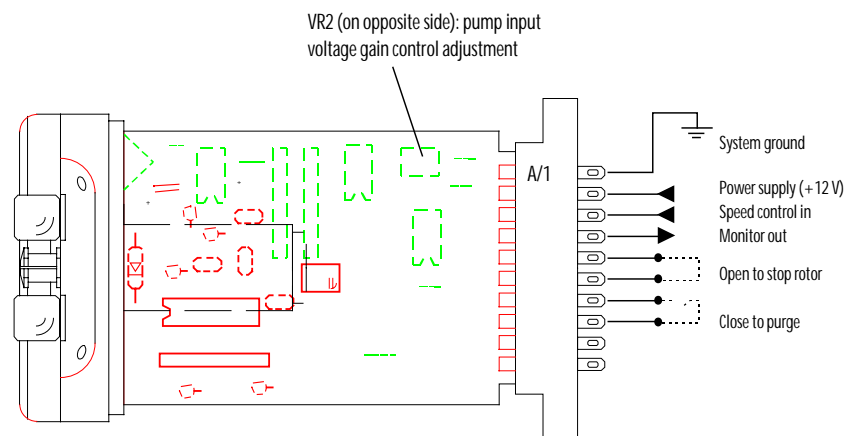 VR2 (on opposite side): pump input
voltage gain control adjustment
A/1
System ground
Power supply (+12 V)
Speed control in
Monitor out
Open to stop rotor
Close to purge